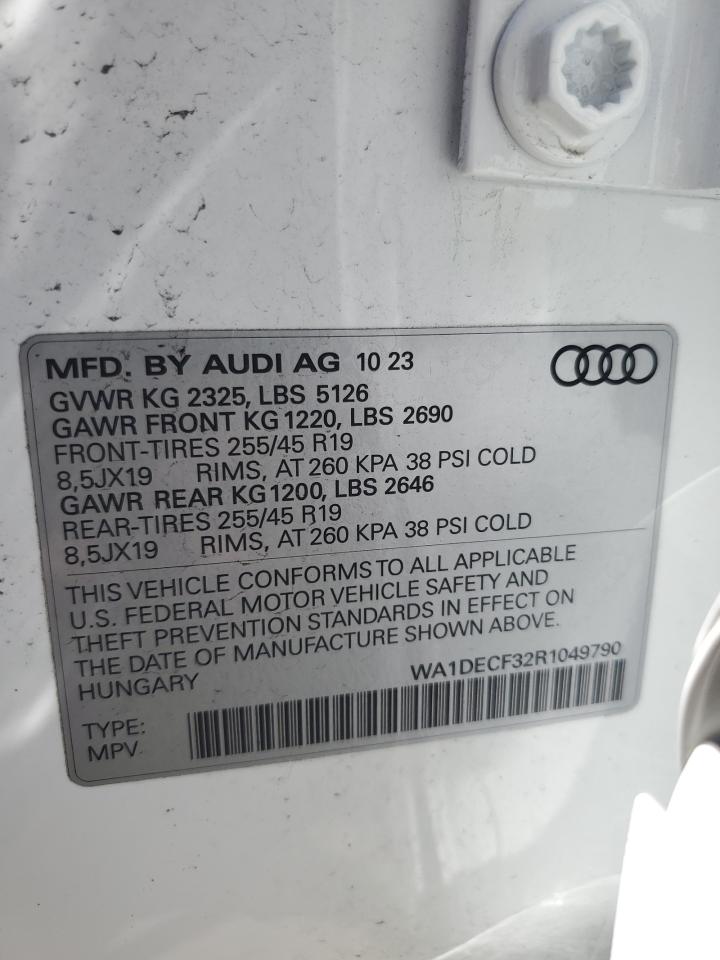 MFD. BY AUDI AG 10 23
GVWR KG 2325, LBS 5126
GAWR FRONT KG 1220, LBS 2690
FRONT-TIRES 255/45 R19
8,5JX19 RIMS, AT 260 KPA 38 PSI COLD
GAWR REAR KG 1200, LBS 2646
REAR-TIRES 255/45 R19
8,5JX19 RIMS, AT 260 KPA 38 PSI COLD
THIS VEHICLE CONFORMS TO ALL APPLICABLE
U.S. FEDERAL MOTOR VEHICLE SAFETY AND
THEFT PREVENTION STANDARDS IN EFFECT ON
THE DATE OF MANUFACTURE SHOWN ABOVE.
HUNGARY WA1DECF32R1049790
TYPE:
MPV